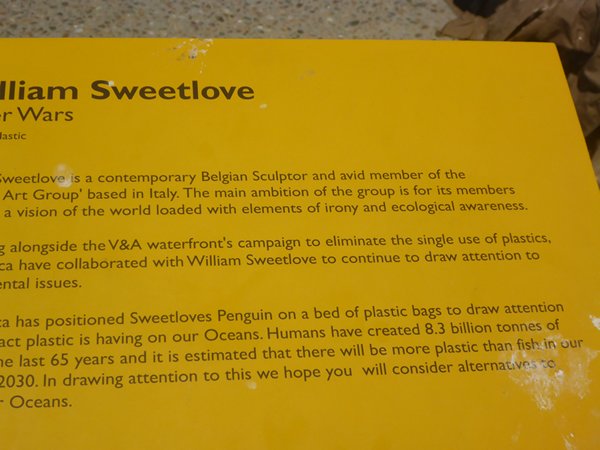 lliam Sweetlove
er Wars
lastic
Sweetlove is a contemporary Belgian Sculptor and avid member of the
Art Group' based in Italy. The main ambition of the group is for its members
a vision of the world loaded with elements of irony and ecological awareness.
g alongside the V&A waterfront's campaign to eliminate the single use of plastics,
ca have collaborated with William Sweetlove to continue to draw attention to
ental issues.
ca has positioned Sweetloves Penguin on a bed of plastic bags to draw attention
act plastic is having on our Oceans. Humans have created 8.3 billion tonnes of
he last 65 years and it is estimated that there will be more plastic than fish in our
2030. In drawing attention to this we hope you will consider alternatives to
r Oceans.